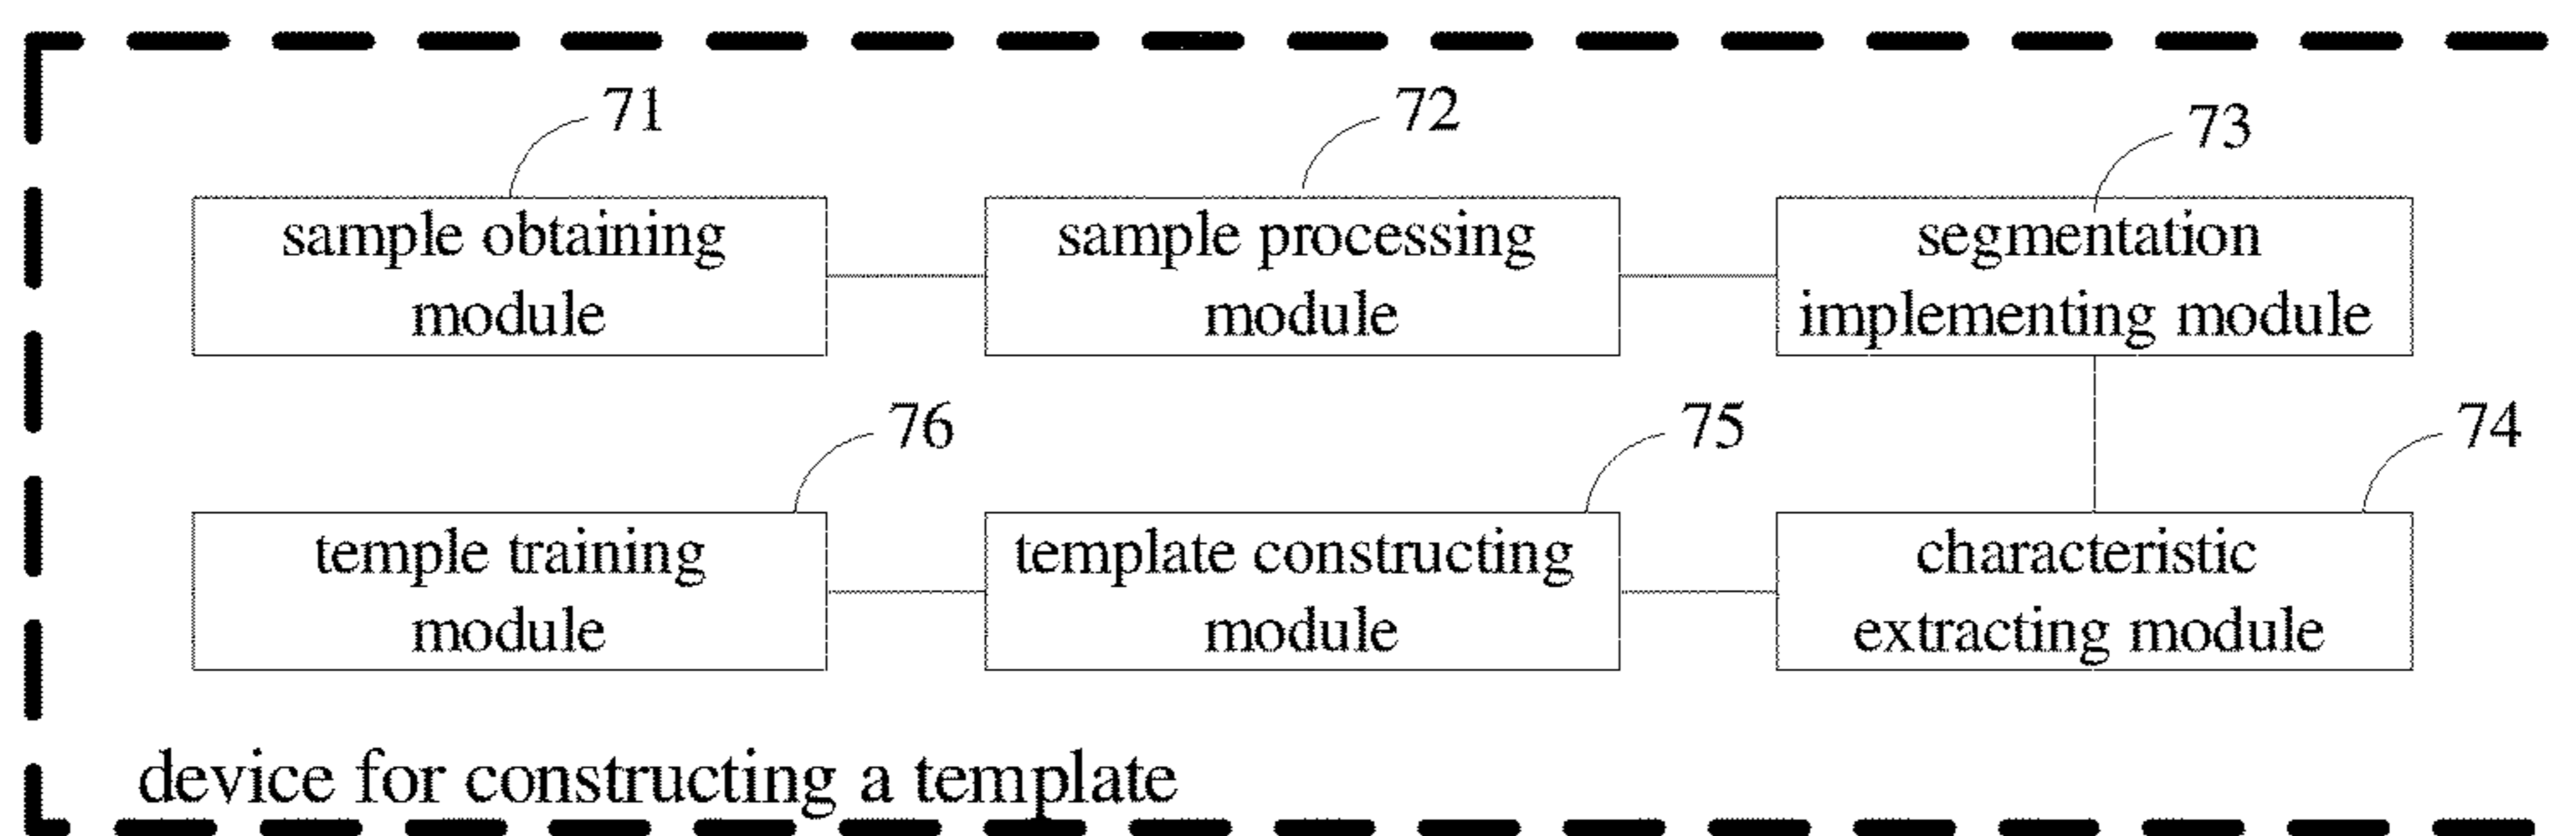 71
72
73
sample obtaining
module
sample processing
module
segmentation
implementing module
76
75
74
temple training
module
template constructing
module
characteristic
extracting module
device for constructing a template